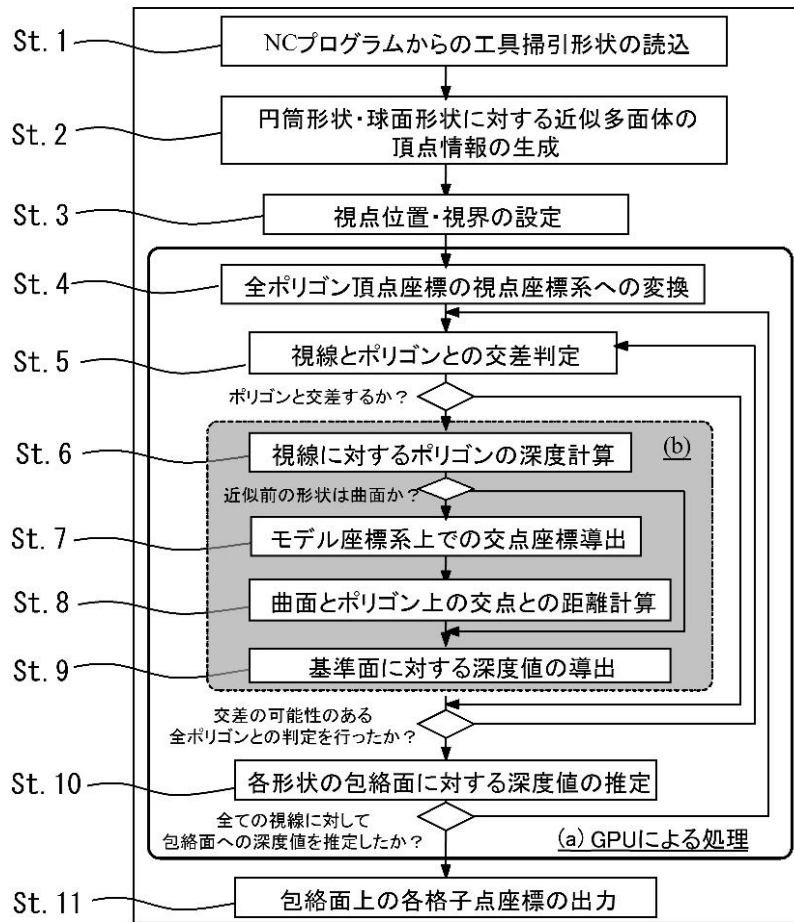 St. 1
NCプログラムからの工具掃引形状の読込
St. 2
円筒形状・球面形状に対する近似多面体の
頂点情報の生成
St. 3
視点位置・視界の設定
St. 4
全ポリゴン頂点座標の視点座標系への変換
St. 5
視線とポリゴンとの交差判定
ポリゴンと交差するか？
(b)
St. 6
視線に対するポリゴンの深度計算
近似前の形状は曲面か？
St. 7
モデル座標系上での交点座標導出
St. 8
曲面とポリゴン上の交点との距離計算
St. 9
基準面に対する深度値の導出
交差の可能性のある
全ポリゴンとの判定を行ったか？
St. 10
各形状の包絡面に対する深度値の推定
全ての視線に対して
包絡面への深度値を推定したか？
(a) GPUによる処理
St. 11
包絡面上の各格子点座標の出力